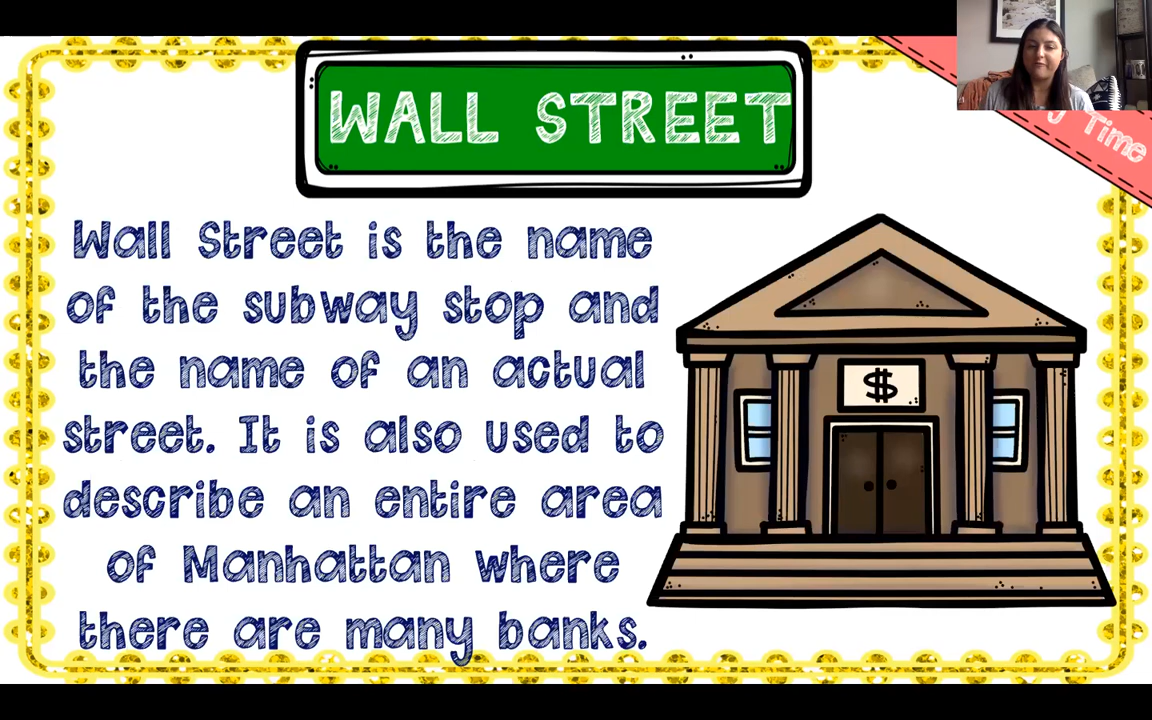 WALL STREET
Time
Wall Street is the name
of the subway stop and
the name of an actual
street. It is also used to
describe an entire area
of Manhattan where
there are many banks.
$